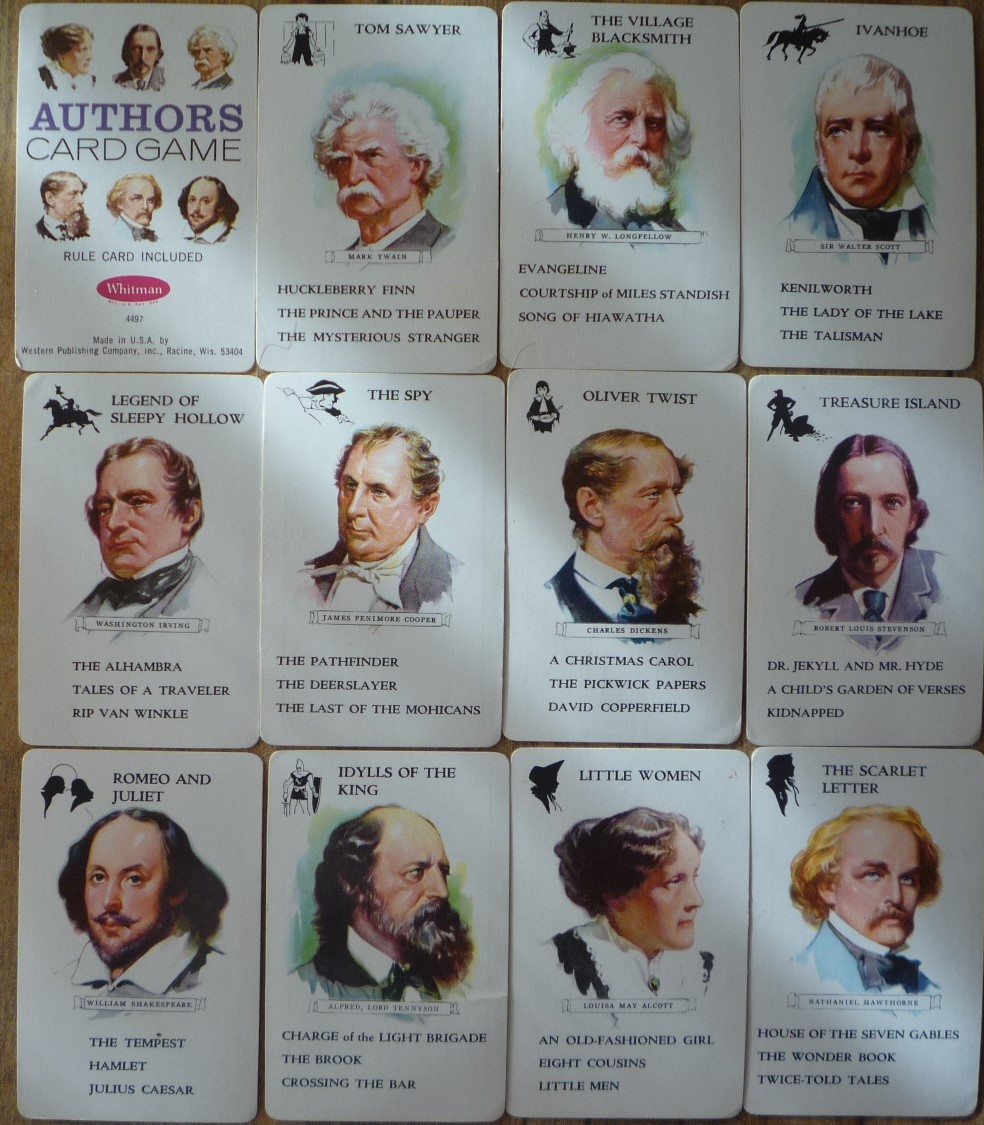 AUTHORS
CARD GAME
RULE CARD INCLUDED
Whitman
4497
Made in U.S.A. by
Western Publishing Company, inc., Racine, Wis. 53404
TOM SAWYER
MARK TWAIN
HUCKLEBERRY FINN
THE PRINCE AND THE PAUPER
THE MYSTERIOUS STRANGER
THE VILLAGE
BLACKSMITH
HENRY W. LONGFELLOW
EVANGELINE
COURTSHIP of MILES STANDISH
SONG OF HIAWATHA
IVANHOE
SIR WALTER SCOTT
KENILWORTH
THE LADY OF THE LAKE
THE TALISMAN
LEGEND OF
SLEEPY HOLLOW
WASHINGTON IRVING
THE ALHAMBRA
TALES OF A TRAVELER
RIP VAN WINKLE
THE SPY
JAMES FENIMORE COOPER
THE PATHFINDER
THE DEERSLAYER
THE LAST OF THE MOHICANS
OLIVER TWIST
CHARLES DICKENS
A CHRISTMAS CAROL
THE PICKWICK PAPERS
DAVID COPPERFIELD
TREASURE ISLAND
ROBERT LOUIS STEVENSON
DR. JEKYLL AND MR. HYDE
A CHILD'S GARDEN OF VERSES
KIDNAPPED
ROMEO AND
JULIET
WILLIAM SHAKESPEARE
THE TEMPEST
HAMLET
JULIUS CAESAR
IDYLLS OF THE
KING
ALFRED, LORD TENNYSON
CHARGE of the LIGHT BRIGADE
THE BROOK
CROSSING THE BAR
LITTLE WOMEN
LOUISA MAY ALCOTT
AN OLD-FASHIONED GIRL
EIGHT COUSINS
LITTLE MEN
THE SCARLET
LETTER
NATHANIEL HAWTHORNE
HOUSE OF THE SEVEN GABLES
THE WONDER BOOK
TWICE-TOLD TALES